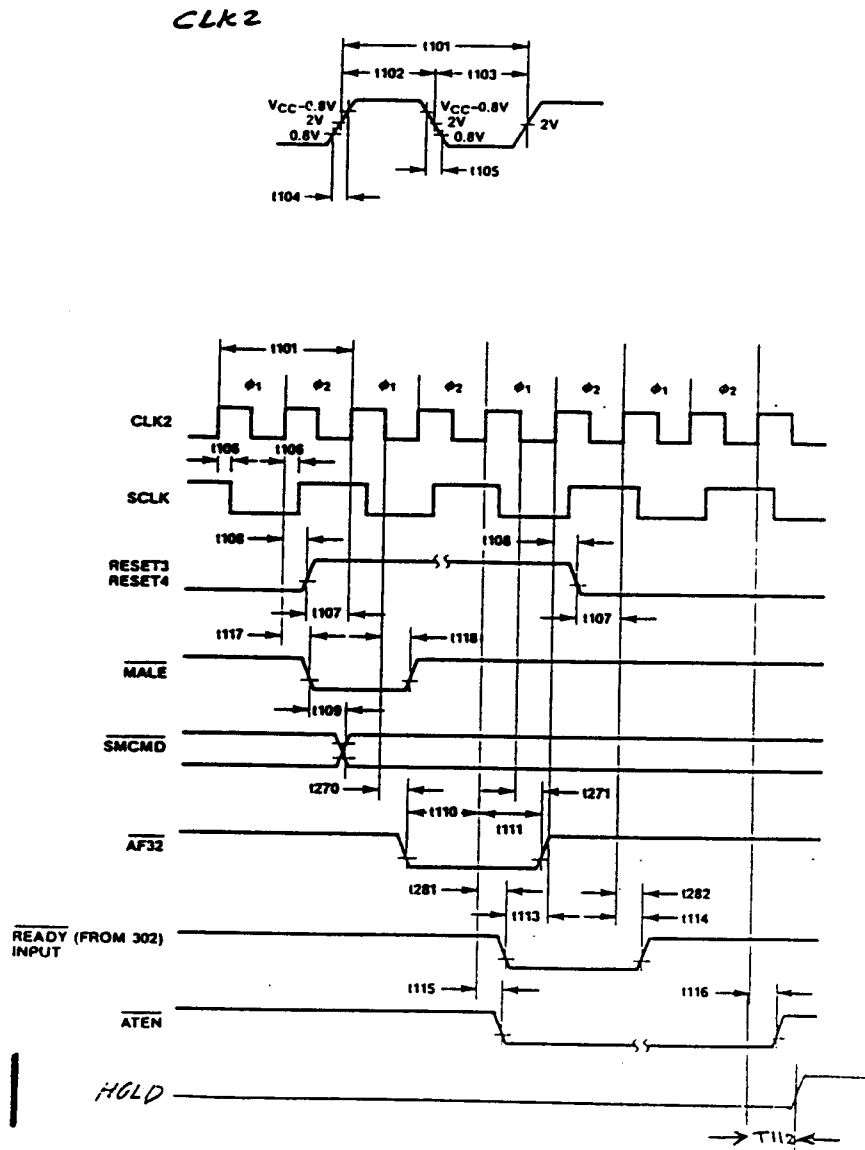 CLK2
t101
t102 t103
VCC-0.8V VCC-0.8V
2V 2V 2V
0.8V 0.8V
t105
t104
t101
ϕ1 ϕ2 ϕ1 ϕ2 ϕ1 ϕ2 ϕ1 ϕ2
CLK2
t106 t106
SCLK
t108 t108
RESET3
RESET4
t107 t107
t117 t118
MALE
t109
SMCMD
t270 t271
t110 t111
AF32
t281 t282
t113 t114
READY (FROM 302)
INPUT
t115 t116
ATEN
HOLD
T112